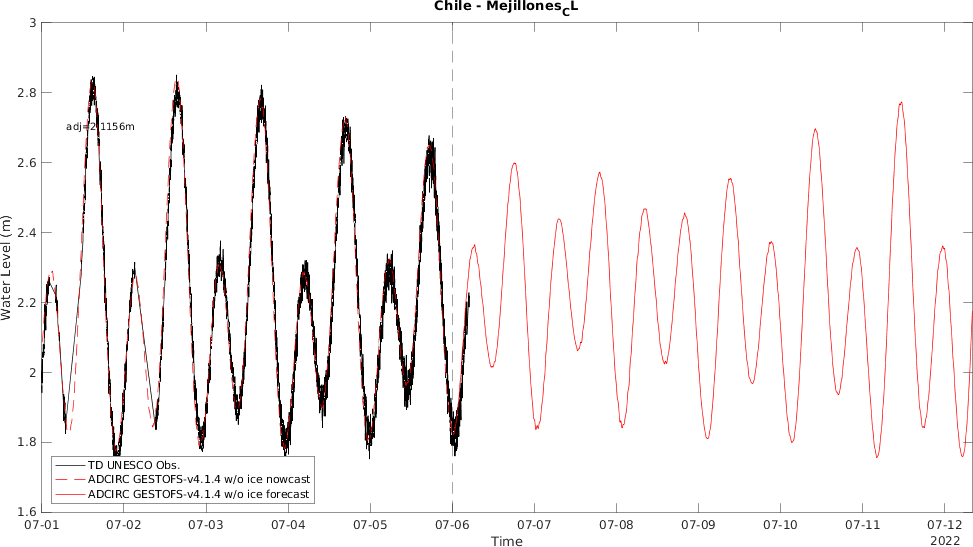 Chile - Mejillones_CL
3
2.8
2.6
2.4
2.2
2
1.8
1.6
Water Level (m)
adj=2.1156m
TD UNESCO Obs.
ADCIRC GESTOFS-v4.1.4 w/o ice nowcast
ADCIRC GESTOFS-v4.1.4 w/o ice forecast
07-01 07-02 07-03 07-04 07-05 07-06 07-07 07-08 07-09 07-10 07-11 07-12
Time
2022